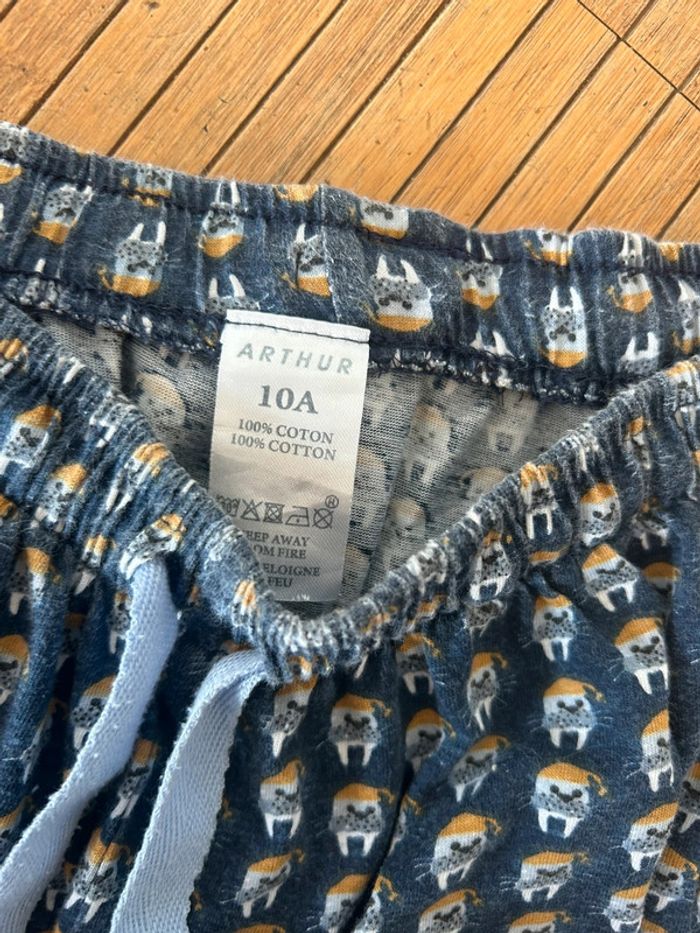 ARTHUR
10A
100% COTON
100% COTTON
®
EEP AWAY
OM FIRE
ELOIGNE
FEU